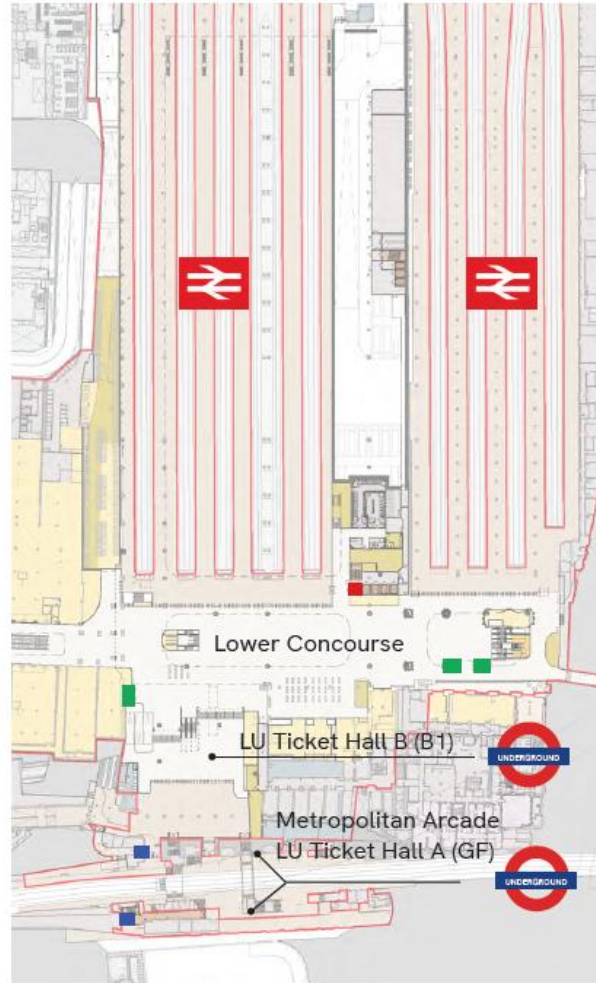 Lower Concourse
LU Ticket Hall B (B1)
UNDERGROUND
Metropolitan Arcade
LU Ticket Hall A (GF)
UNDERGROUND